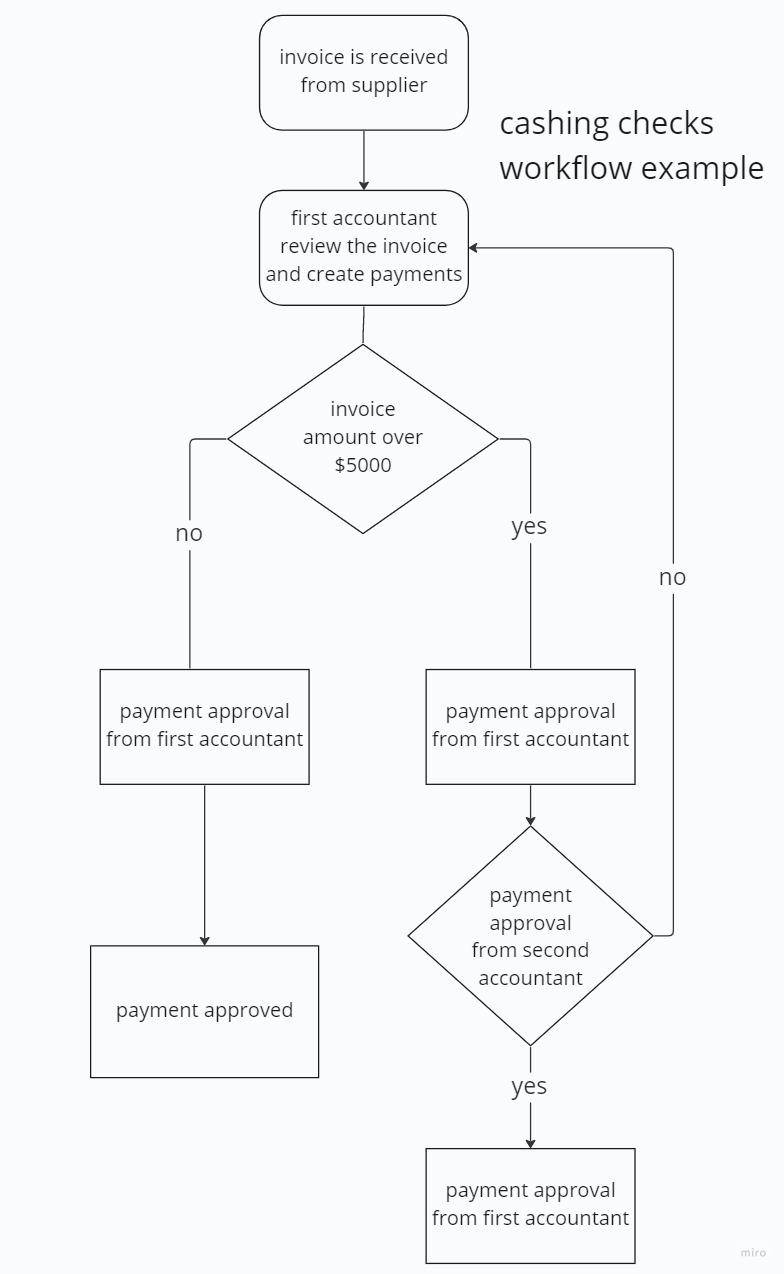 invoice is received
from supplier
cashing checks
workflow example
first accountant
review the invoice
and create payments
invoice
amount over
$5000
no
yes
no
payment approval
from first accountant
payment approval
from first accountant
payment
approval
from second
accountant
payment approved
yes
payment approval
from first accountant
miro